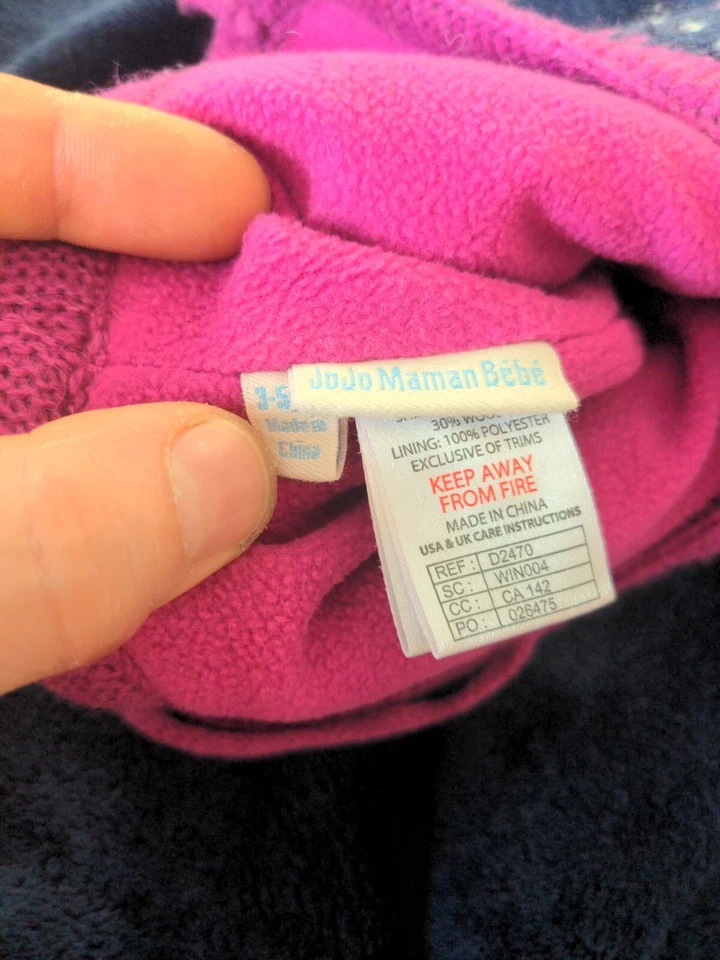 JoJo Maman Bébé
3-5
Made in
China
30%
LINING: 100% POLYESTER
EXCLUSIVE OF TRIMS
KEEP AWAY
FROM FIRE
MADE IN CHINA
USA & UK CARE INSTRUCTIONS
REF : D2470
SC : WIN004
CC : CA 142
PO : 026475